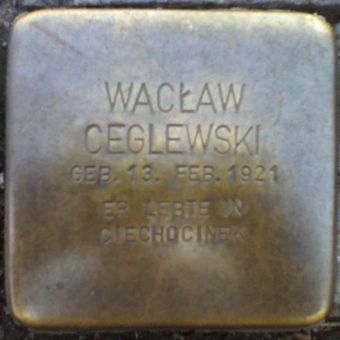 WACŁAW
CEGLEWSKI
GEB. 13. FEB. 1921
ER LEBTE IN
CIECHOCINEK